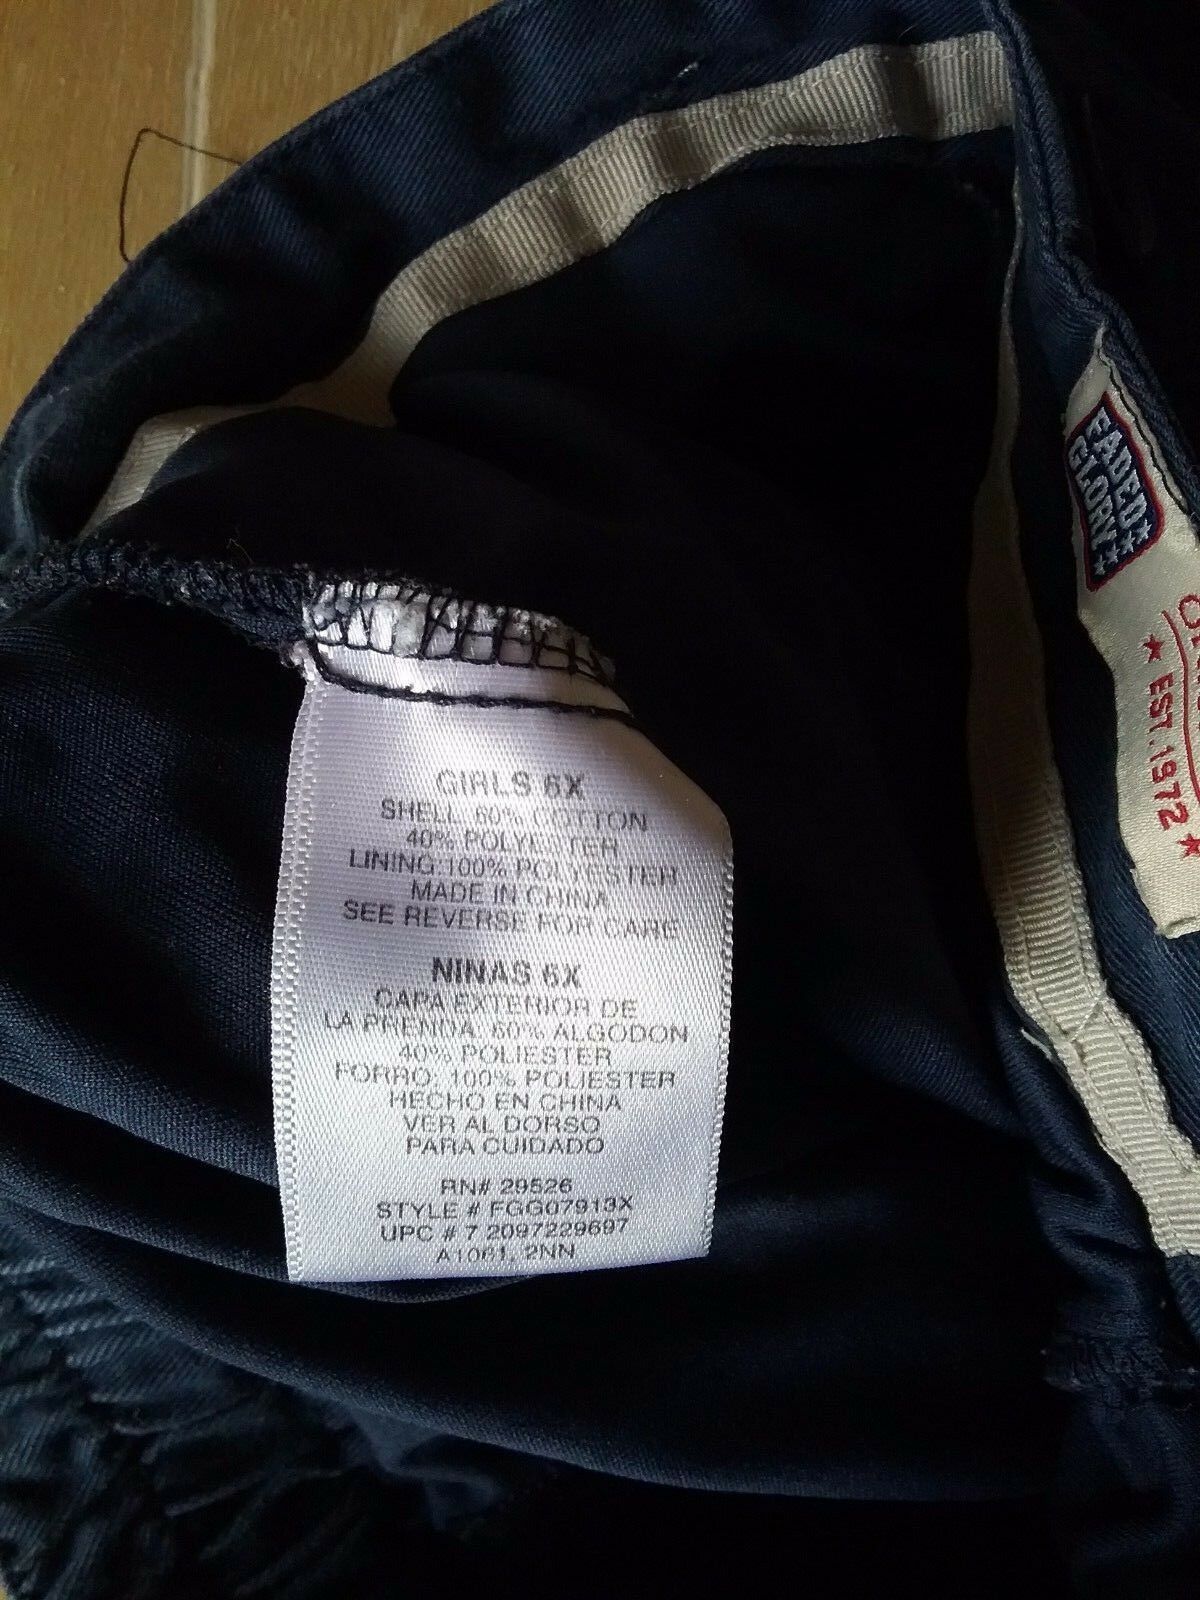 GIRLS 6X
SHELL: 60% COTTON
40% POLYESTER
LINING:100% POLYESTER
MADE IN CHINA
SEE REVERSE FOR CARE
NINAS 6X
CAPA EXTERIOR DE
LA PRENDA: 60% ALGODON
40% POLIESTER
FORRO: 100% POLIESTER
HECHO EN CHINA
VER AL DORSO
PARA CUIDADO
RN# 29526
STYLE # FGG07913X
UPC # 7 2097229697
A1061, 2NN
FADED
GLORY
EST. 1972